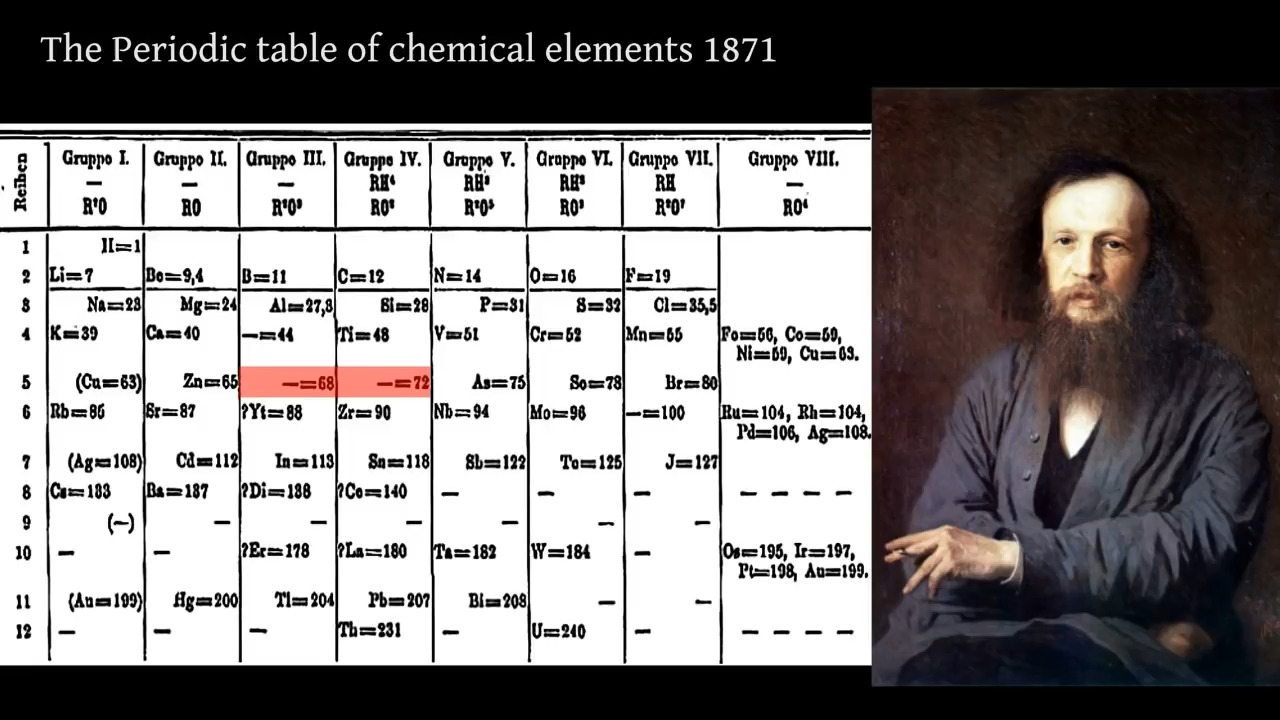 The Periodic table of chemical elements 1871
Reihen Gruppo I. Gruppo II. Gruppo III. Gruppo IV. Gruppo V. Gruppo VI. Gruppo VII. Gruppo VIII.
— — — RH⁴ RH³ RH² RH —
R²O RO R²O³ RO² R²O⁵ RO³ R²O⁷ RO⁴
1 H=1
2 Li=7 Be=9,4 B=11 C=12 N=14 O=16 F=19
3 Na=23 Mg=24 Al=27,3 Si=28 P=31 S=32 Cl=35,5
4 K=39 Ca=40 —=44 Ti=48 V=51 Cr=52 Mn=55 Fe=56, Co=59,
Ni=59, Cu=63.
5 (Cu=63) Zn=65 —=68 —=72 As=75 Se=78 Br=80
6 Rb=85 Sr=87 ?Yt=88 Zr=90 Nb=94 Mo=96 —=100 Ru=104, Rh=104,
Pd=106, Ag=108.
7 (Ag=108) Cd=112 In=113 Sn=118 Sb=122 Te=125 J=127
8 Cs=133 Ba=137 ?Di=138 ?Ce=140 — — — — — — —
9 (—) — — — — — —
10 — — ?Er=178 ?La=180 Ta=182 W=184 — Os=195, Ir=197,
Pt=198, Au=199.
11 (Au=199) Hg=200 Tl=204 Pb=207 Bi=208 — —
12 — — — Th=231 — U=240 — — — — —